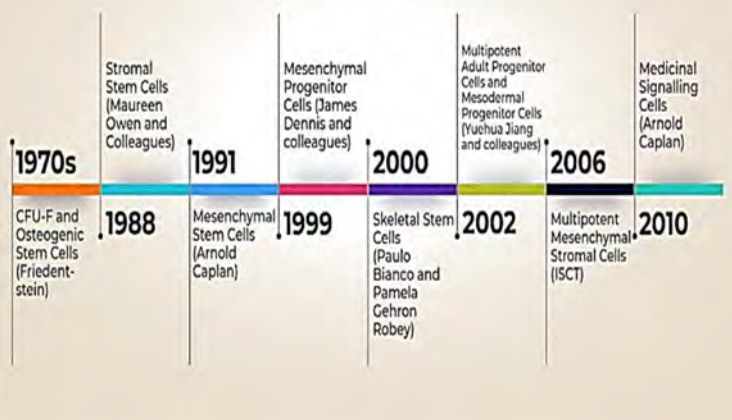 1970s
CFU-F and
Osteogenic
Stem Cells
(Friedent-
stein)
Stromal
Stem Cells
(Maureen
Owen and
Colleagues)
1988
1991
Mesenchymal
Stem Cells
(Arnold
Caplan)
Mesenchymal
Progenitor
Cells (James
Dennis and
colleagues)
1999
2000
Skeletal Stem
Cells
(Paulo
Bianco and
Pamela
Gehron
Robey)
Multipotent
Adult Progenitor
Cells and
Mesodermal
Progenitor Cells
(Yuehua Jiang
and colleagues)
2002
2006
Multipotent
Mesenchymal
Stromal Cells
(ISCT)
Medicinal
Signalling
Cells
(Arnold
Caplan)
2010